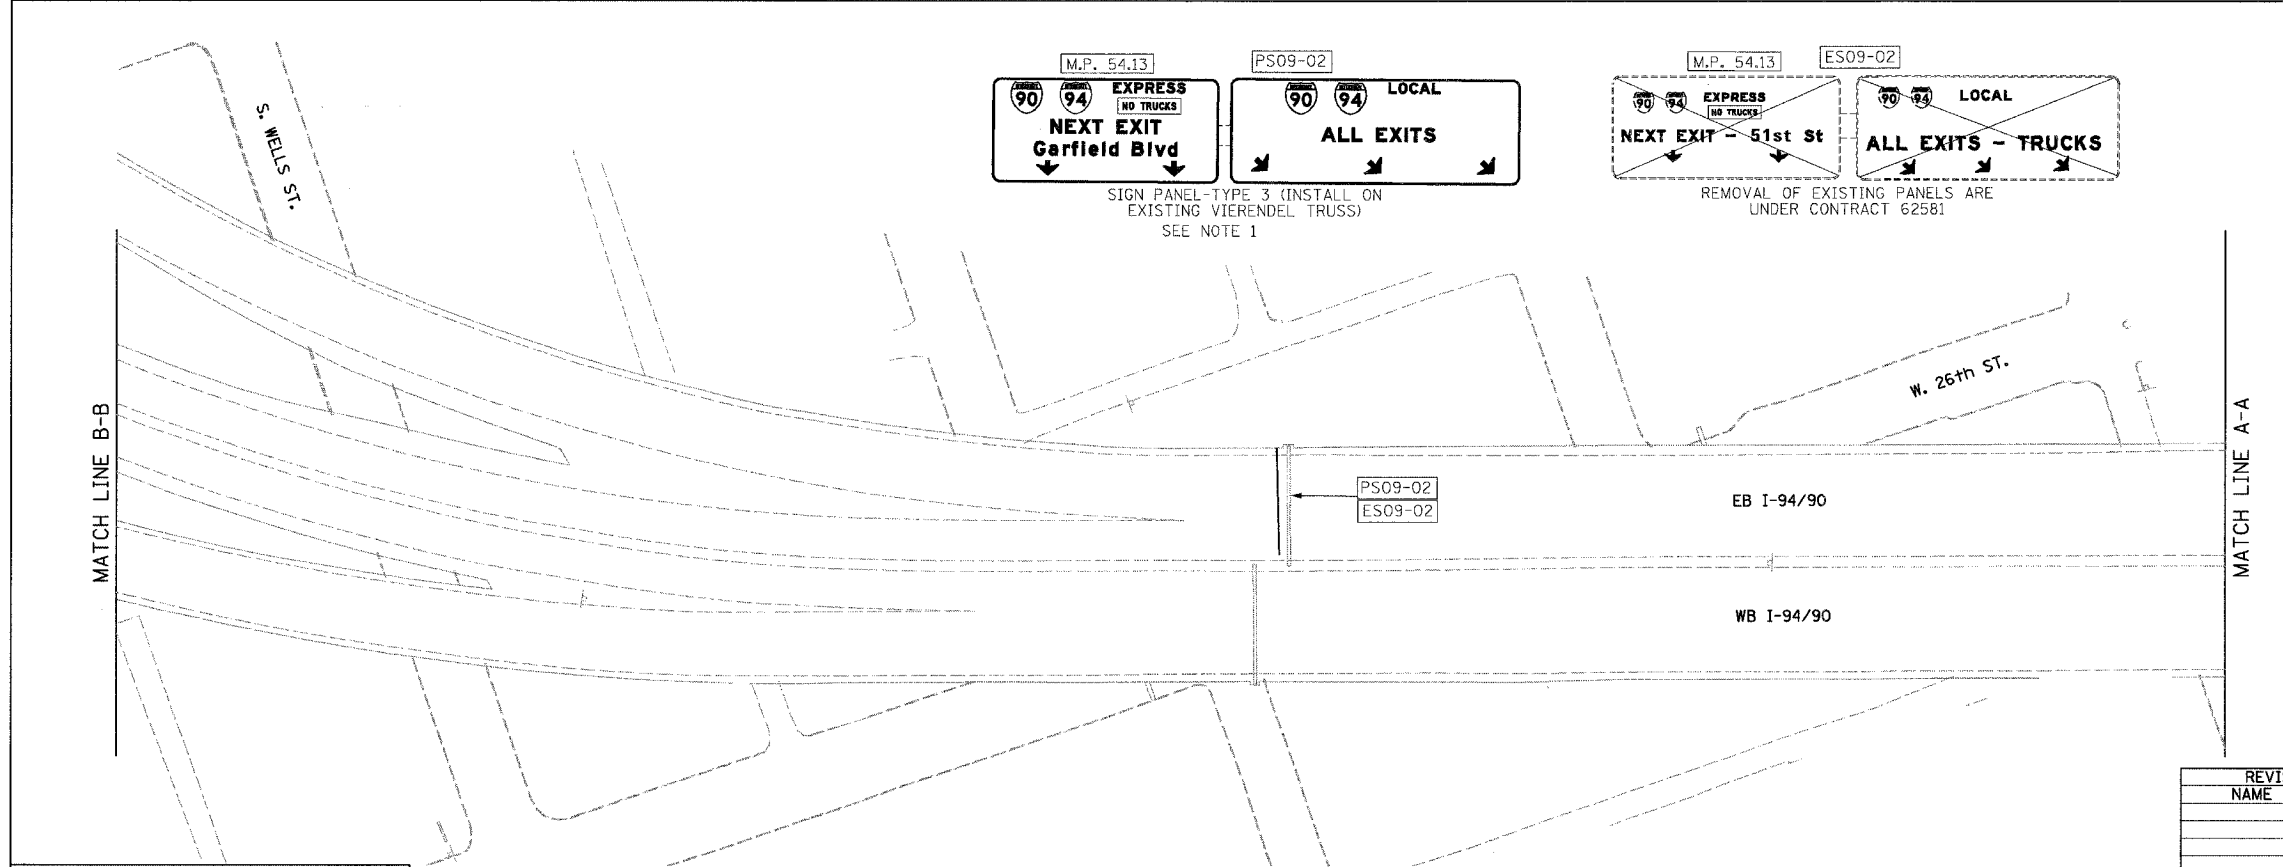 M.P. 54.13
PS09-02
90 94 EXPRESS
NO TRUCKS
NEXT EXIT
Garfield Blvd
90 94 LOCAL
ALL EXITS
SIGN PANEL-TYPE 3 (INSTALL ON
EXISTING VIERENDEL TRUSS)
SEE NOTE 1
M.P. 54.13
ES09-02
90 94 EXPRESS
NO TRUCKS
NEXT EXIT - 51st St
90 94 LOCAL
ALL EXITS - TRUCKS
REMOVAL OF EXISTING PANELS ARE
UNDER CONTRACT 62581
S. WELLS ST.
W. 26th ST.
MATCH LINE B-B
MATCH LINE A-A
PS09-02
ES09-02
EB I-94/90
WB I-94/90
REVI
NAME